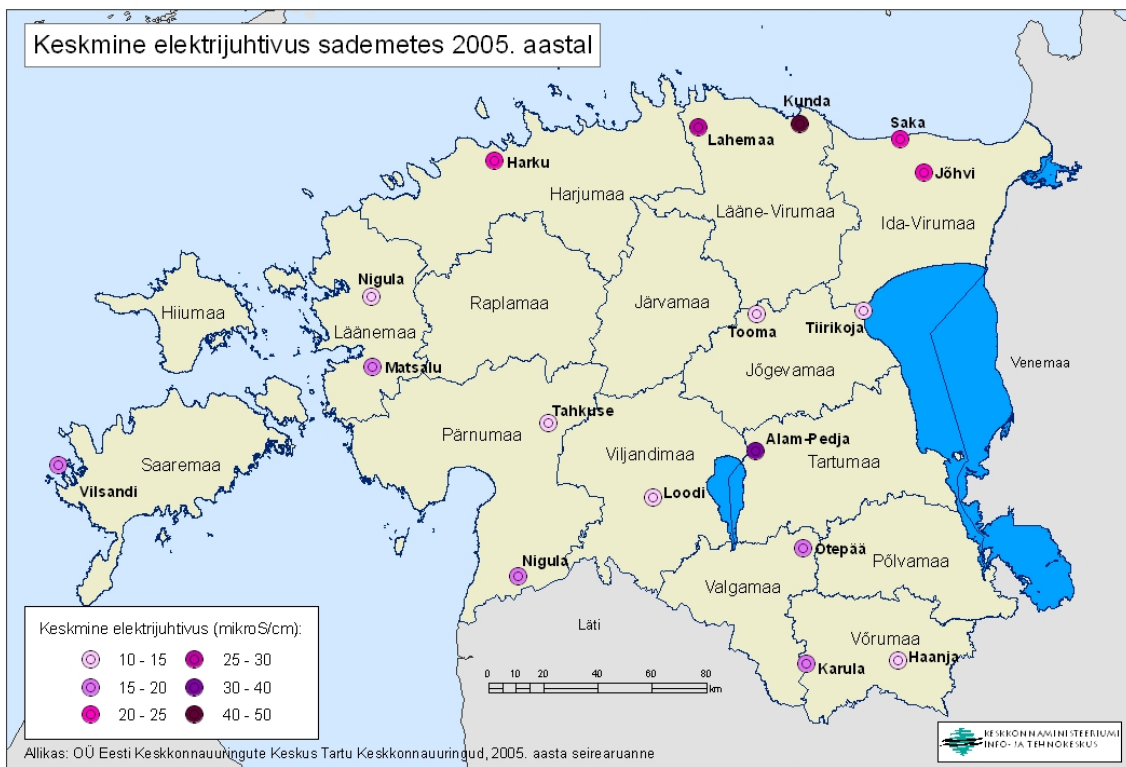 Keskmine elektrijuhtivus sademetes 2005. aastal
Kunda
Lahemaa
Saka
Harku
Jõhvi
Harjumaa
Lääne-Virumaa
Ida-Virumaa
Nigula
Hiiumaa
Läänemaa
Raplamaa
Järvamaa
Tooma
Tiirikoja
Matsalu
Jõgevamaa
Venemaa
Tahkuse
Pärnumaa
Alam-Pedja
Viljandimaa
Tartumaa
Saaremaa
Vilsandi
Loodi
Otepää
Nigula
Põlvamaa
Valgamaa
Läti
Võrumaa
Haanja
Karula
Keskmine elektrijuhtivus (mikroS/cm):
10 - 15 25 - 30
15 - 20 30 - 40
20 - 25 40 - 50
0 10 20 40 60 80
km
Allikas: OÜ Eesti Keskkonnauuringute Keskus Tartu Keskkonnauuringud, 2005. aasta seirearuanne
KESKKONNAMINISTEERIUMI
INFO- JA TEHNOKESKUS